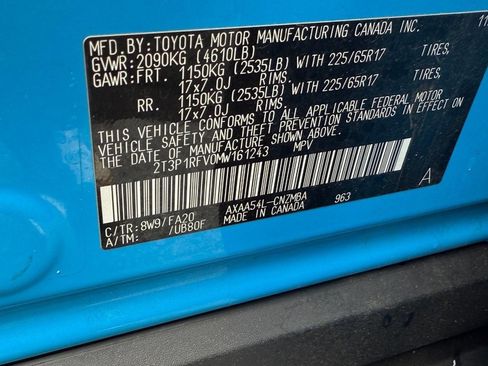 MFD. BY: TOYOTA MOTOR MANUFACTURING CANADA INC. 11
GVWR: 2090KG (4610LB)
GAWR: FRT. 1150KG (2535LB) WITH 225/65R17 TIRES,
17x7.0J RIMS.
RR. 1150KG (2535LB) WITH 225/65R17 TIRES,
17x7.0J RIMS.
THIS VEHICLE CONFORMS TO ALL APPLICABLE FEDERAL MOTOR
VEHICLE SAFETY AND THEFT PREVENTION STANDARDS IN
EFFECT ON THE DATE OF MANUFACTURE SHOWN ABOVE.
2T3P1RFV0MW161243 MPV
A
C/TR: 8W9/FA20 AXAA54L-CNZMBA 963
A/TM: /UB80F MADE IN CANADA